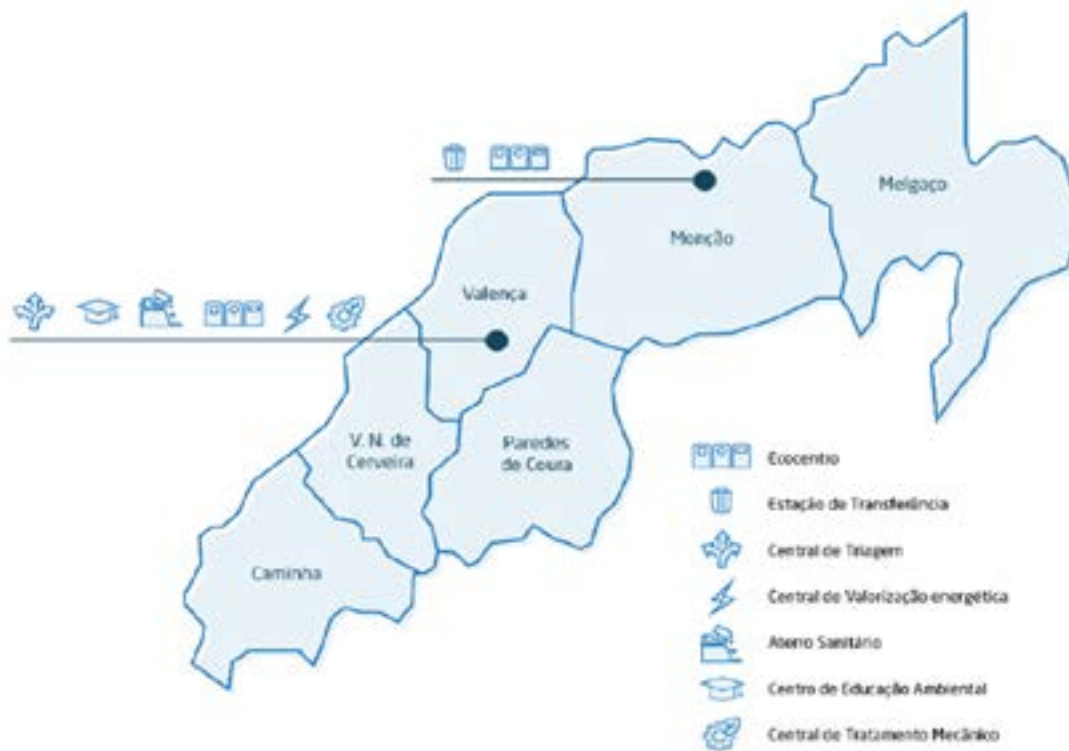 Melgaço
Monção
Valença
V. N. de
Cerveira
Paredes
de Coura
Caminha
Ecocentro
Estação de Transferência
Central de Triagem
Central de Valorização energética
Aterro Sanitário
Centro de Educação Ambiental
Central de Tratamento Mecânico